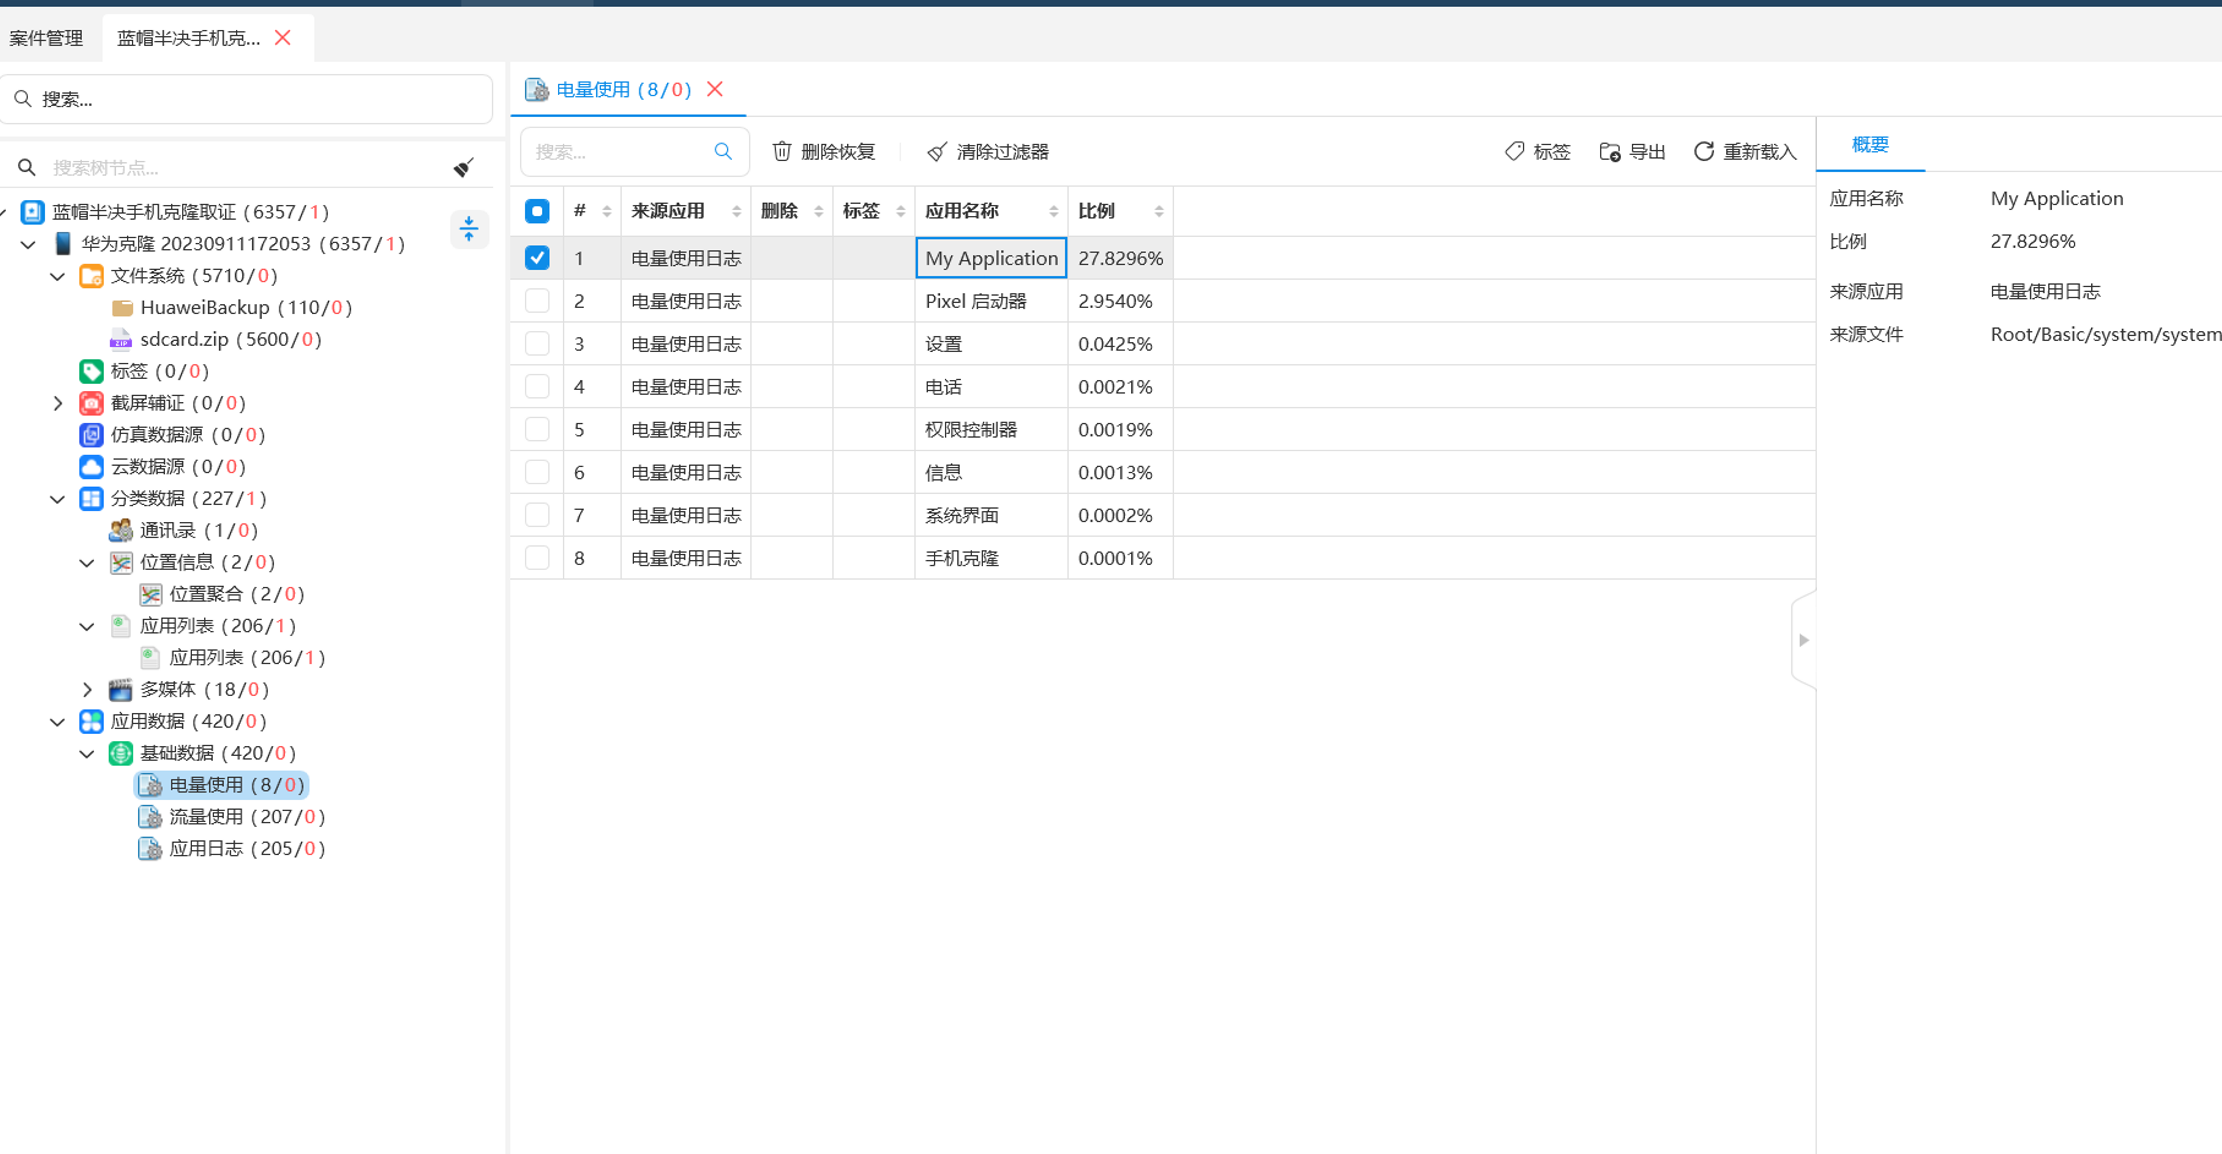 案件管理
蓝帽半决手机克...
搜索...
搜索树节点...
蓝帽半决手机克隆取证 (6357/1)
华为克隆 20230911172053 (6357/1)
文件系统 (5710/0)
HuaweiBackup (110/0)
sdcard.zip (5600/0)
标签 (0/0)
截屏辅证 (0/0)
仿真数据源 (0/0)
云数据源 (0/0)
分类数据 (227/1)
通讯录 (1/0)
位置信息 (2/0)
位置聚合 (2/0)
应用列表 (206/1)
应用列表 (206/1)
多媒体 (18/0)
应用数据 (420/0)
基础数据 (420/0)
电量使用 (8/0)
流量使用 (207/0)
应用日志 (205/0)
电量使用 (8/0)
搜索... 删除恢复 清除过滤器 标签 导出 重新载入
# 来源应用 删除 标签 应用名称 比例
1 电量使用日志 My Application 27.8296%
2 电量使用日志 Pixel 启动器 2.9540%
3 电量使用日志 设置 0.0425%
4 电量使用日志 电话 0.0021%
5 电量使用日志 权限控制器 0.0019%
6 电量使用日志 信息 0.0013%
7 电量使用日志 系统界面 0.0002%
8 电量使用日志 手机克隆 0.0001%
概要
应用名称 My Application
比例 27.8296%
来源应用 电量使用日志
来源文件 Root/Basic/system/system